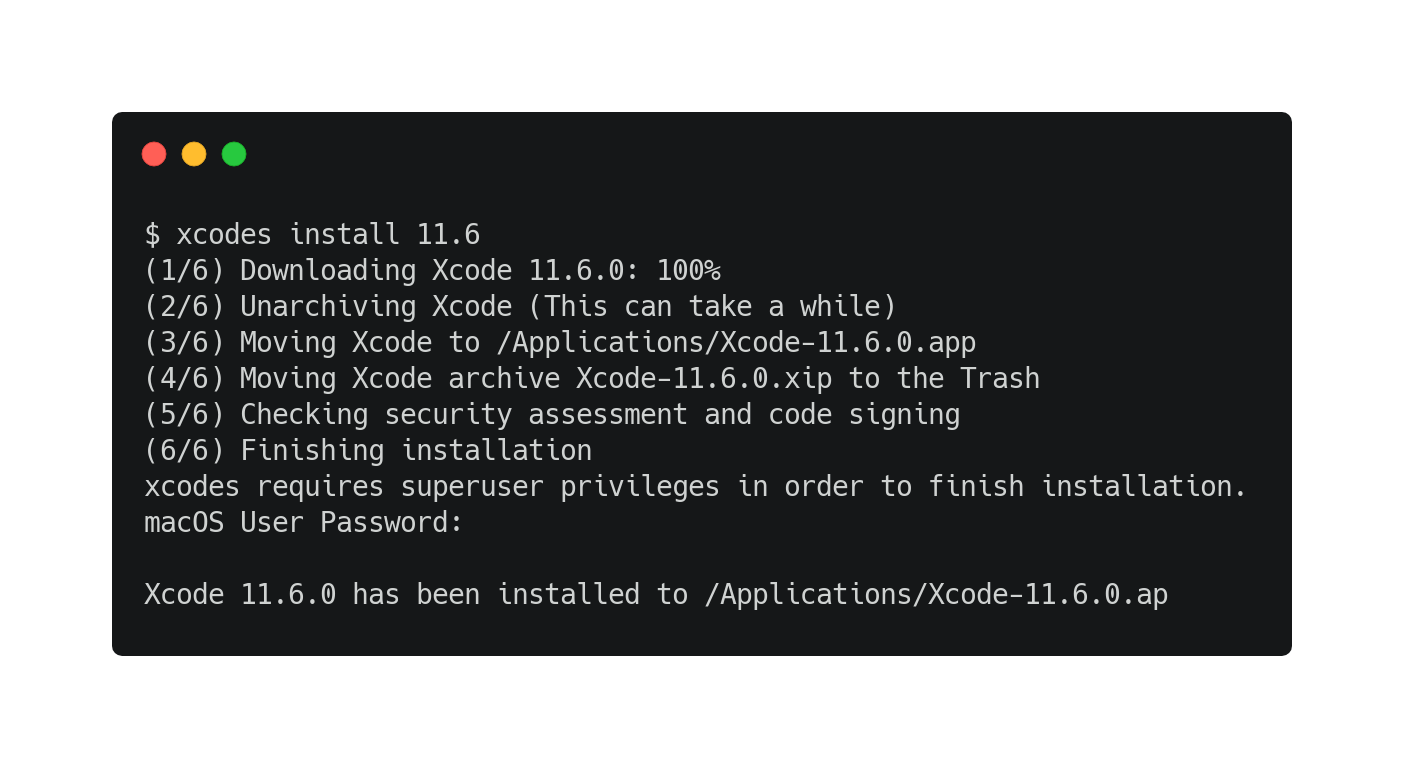 $ xcodes install 11.6
(1/6) Downloading Xcode 11.6.0: 100%
(2/6) Unarchiving Xcode (This can take a while)
(3/6) Moving Xcode to /Applications/Xcode-11.6.0.app
(4/6) Moving Xcode archive Xcode-11.6.0.xip to the Trash
(5/6) Checking security assessment and code signing
(6/6) Finishing installation
xcodes requires superuser privileges in order to finish installation.
macOS User Password:
Xcode 11.6.0 has been installed to /Applications/Xcode-11.6.0.ap